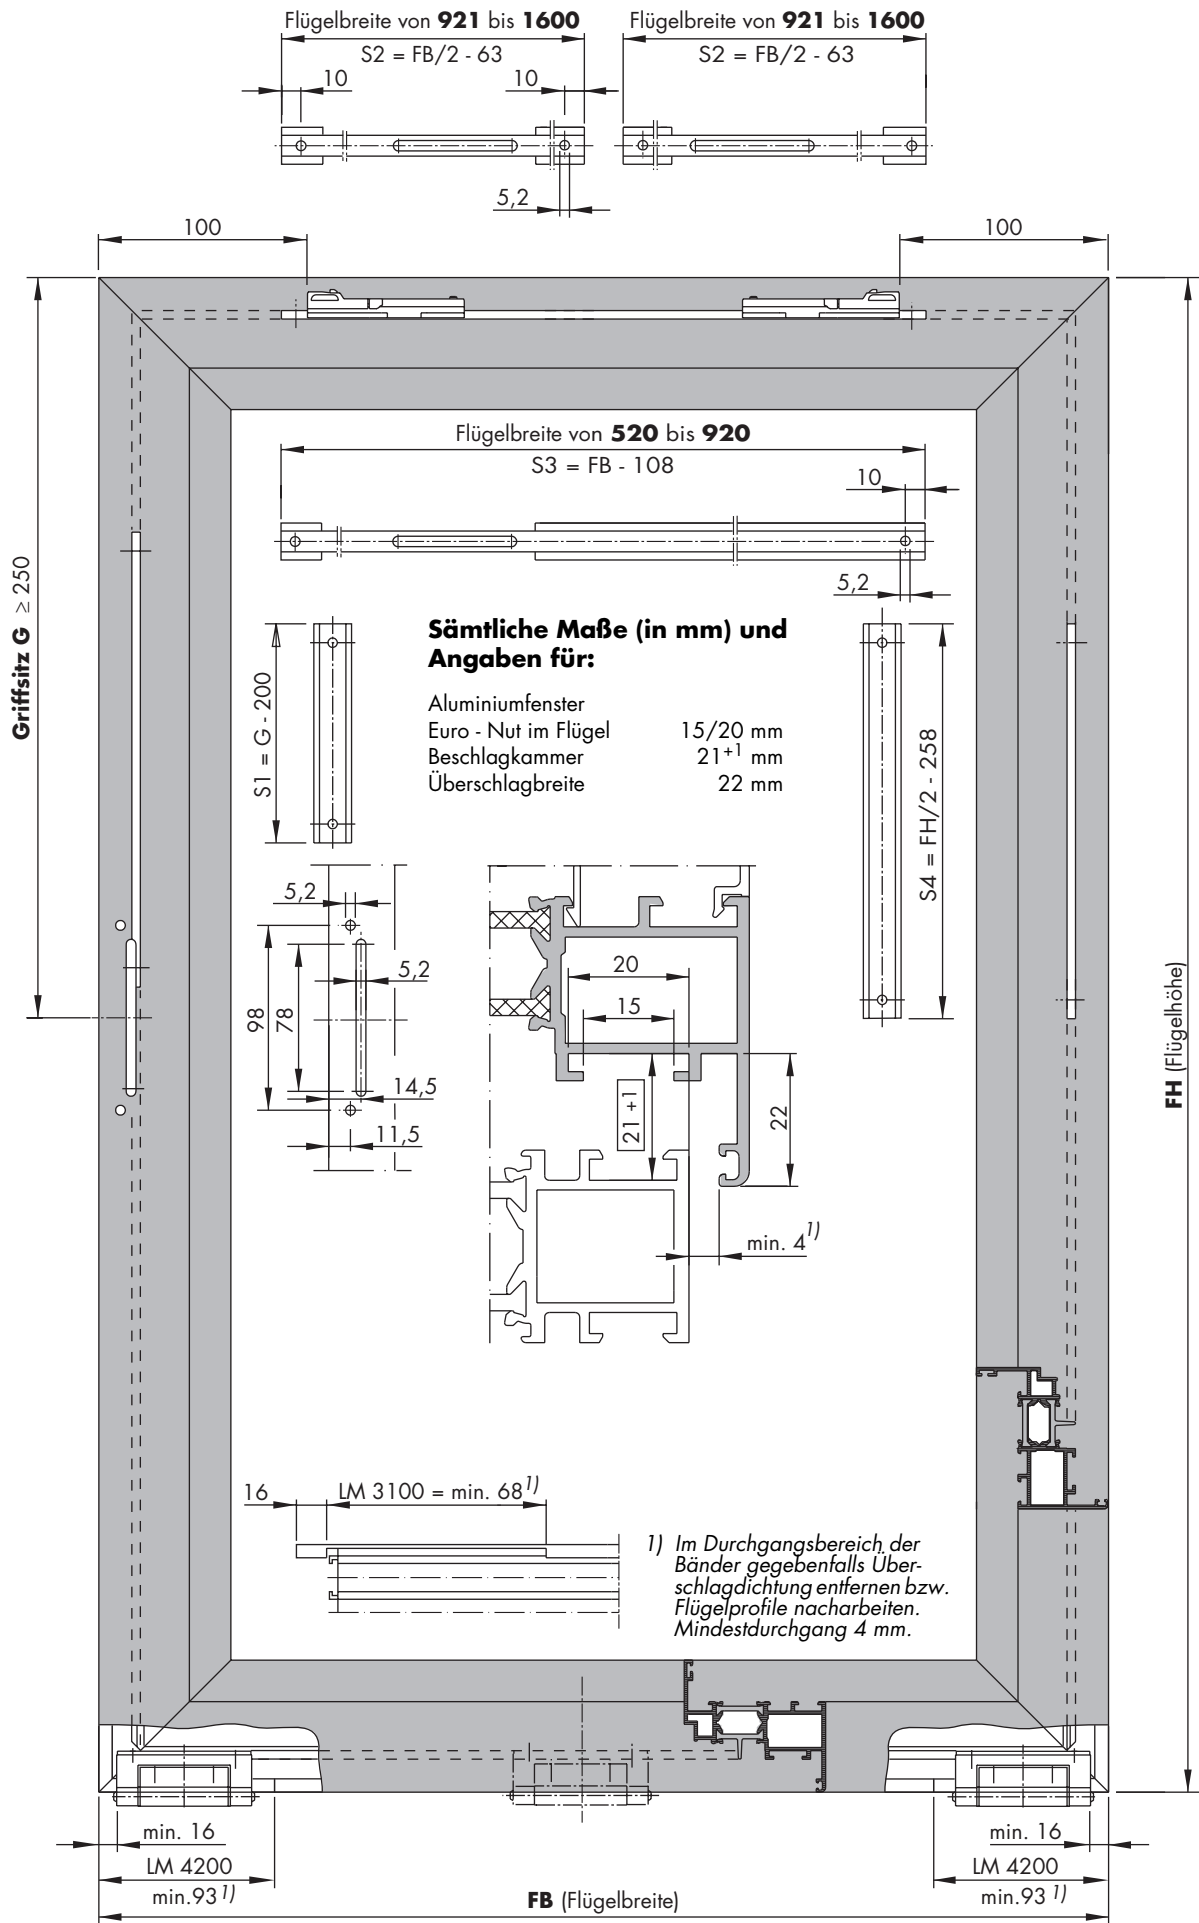 Flügelbreite von 921 bis 1600
Flügelbreite von 921 bis 1600
S2 = FB/2 - 63
S2 = FB/2 - 63
10
10
5,2
100
100
Flügelbreite von 520 bis 920
S3 = FB - 108
10
5,2
Griffsitz G ≥ 250
S1 = G - 200
Sämtliche Maße (in mm) und
Angaben für:
Aluminiumfenster
Euro - Nut im Flügel 15/20 mm
Beschlagkammer 21+1 mm
Überschlagbreite 22 mm
S4 = FH/2 - 258
FH (Flügelhöhe)
5,2
5,2
98
78
14,5
11,5
20
15
21 +1
22
min. 4 1)
16
LM 3100 = min. 68 1)
1) Im Durchgangsbereich der
Bänder gegebenfalls Über-
schlagdichtung entfernen bzw.
Flügelprofile nacharbeiten.
Mindestdurchgang 4 mm.
min. 16
min. 16
LM 4200
LM 4200
min.93 1)
min.93 1)
FB (Flügelbreite)